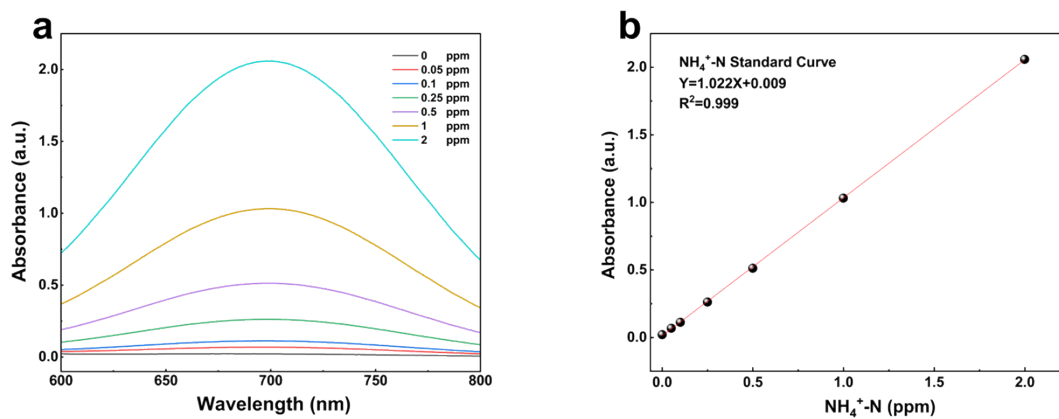 a
Absorbance (a.u.)
2.0
1.5
1.0
0.5
0.0
600
650
700
750
800
Wavelength (nm)
0 ppm
0.05 ppm
0.1 ppm
0.25 ppm
0.5 ppm
1 ppm
2 ppm
b
Absorbance (a.u.)
2.0
1.5
1.0
0.5
0.0
0.0
0.5
1.0
1.5
2.0
NH₄⁺-N (ppm)
NH₄⁺-N Standard Curve
Y=1.022X+0.009
R²=0.999